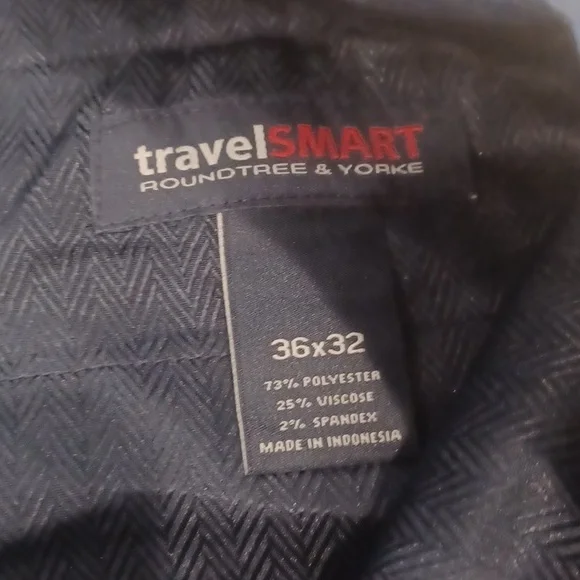 travelSMART
ROUNDTREE & YORKE
36x32
73% POLYESTER
25% VISCOSE
2% SPANDEX
MADE IN INDONESIA